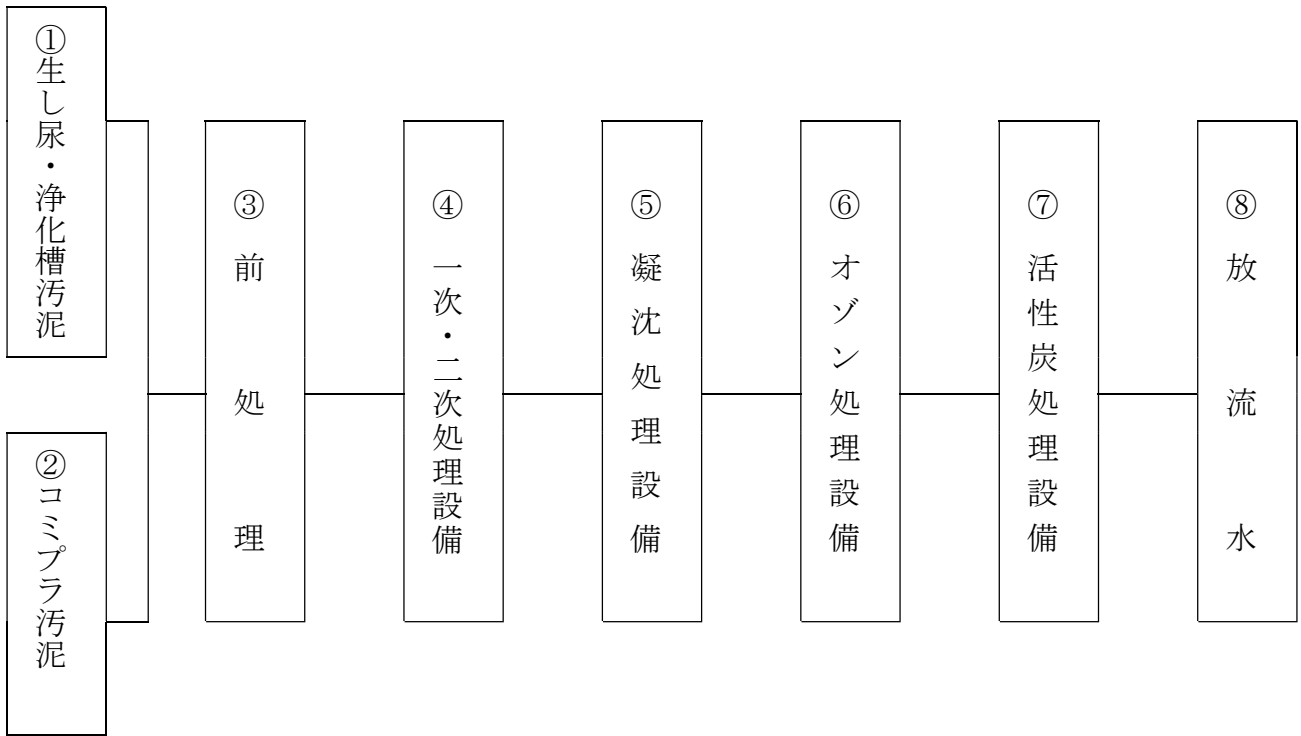 ①生し尿・浄化槽汚泥
②コミプラ汚泥
③前処理
④一次・二次処理設備
⑤凝沈処理設備
⑥オゾン処理設備
⑦活性炭処理設備
⑧放流水